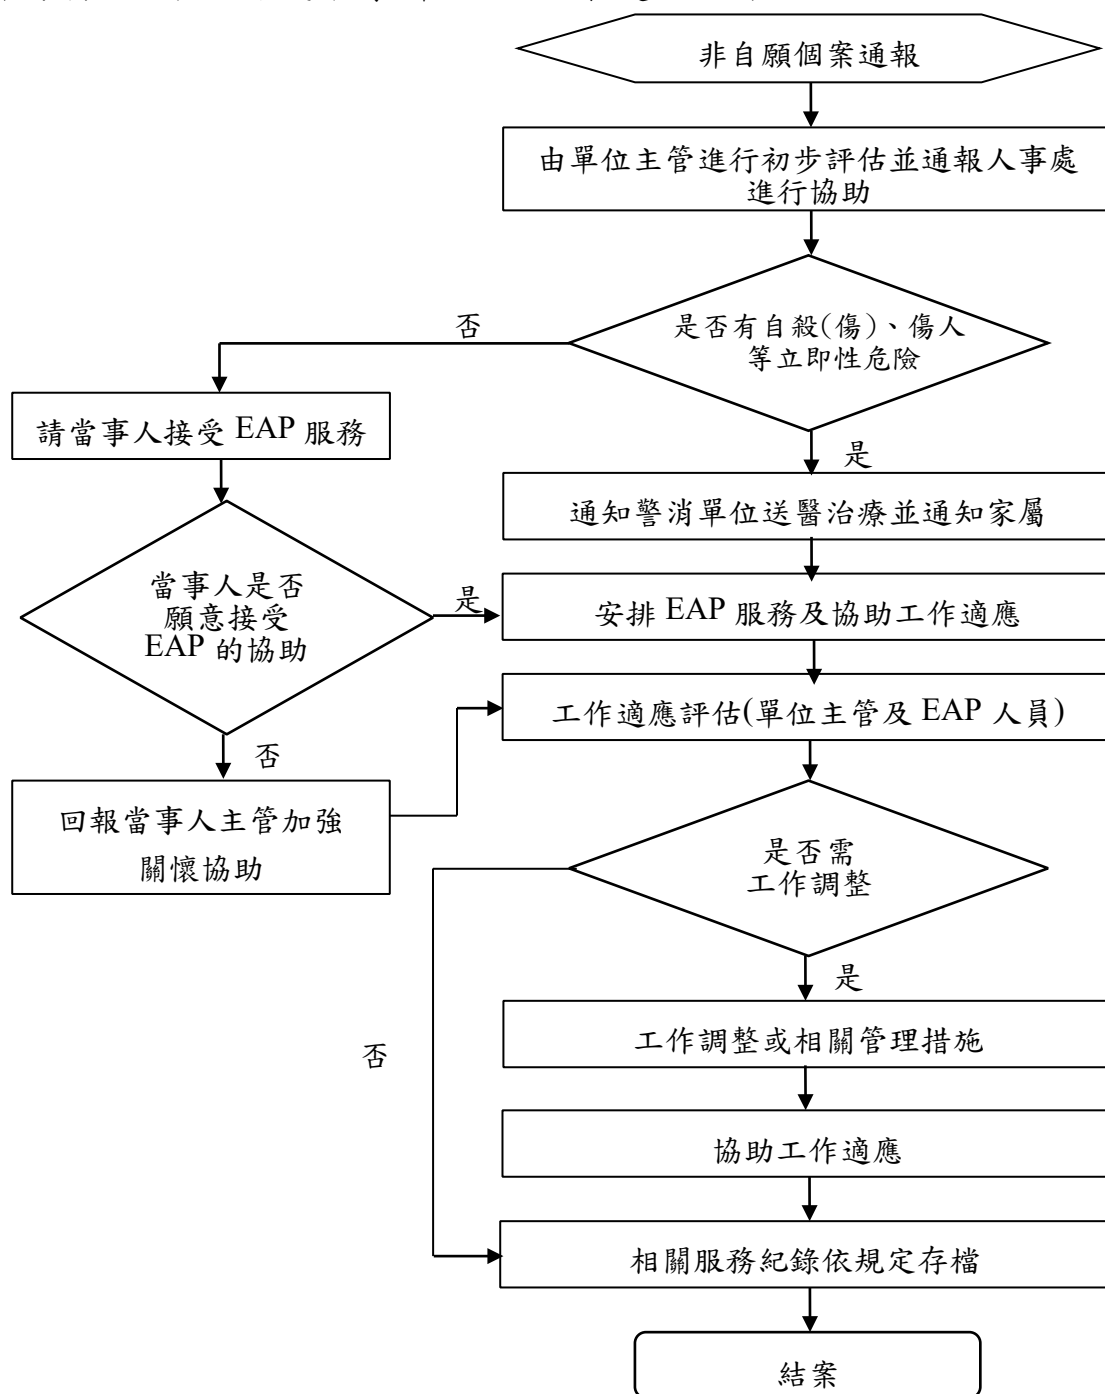 非自願個案通報
由單位主管進行初步評估並通報人事處
進行協助
是否有自殺(傷)、傷人
等立即性危險
否
是
請當事人接受 EAP 服務
通知警消單位送醫治療並通知家屬
當事人是否
願意接受
EAP 的協助
是
安排 EAP 服務及協助工作適應
工作適應評估(單位主管及 EAP 人員)
否
回報當事人主管加強
關懷協助
是否需
工作調整
是
否
工作調整或相關管理措施
協助工作適應
相關服務紀錄依規定存檔
結案